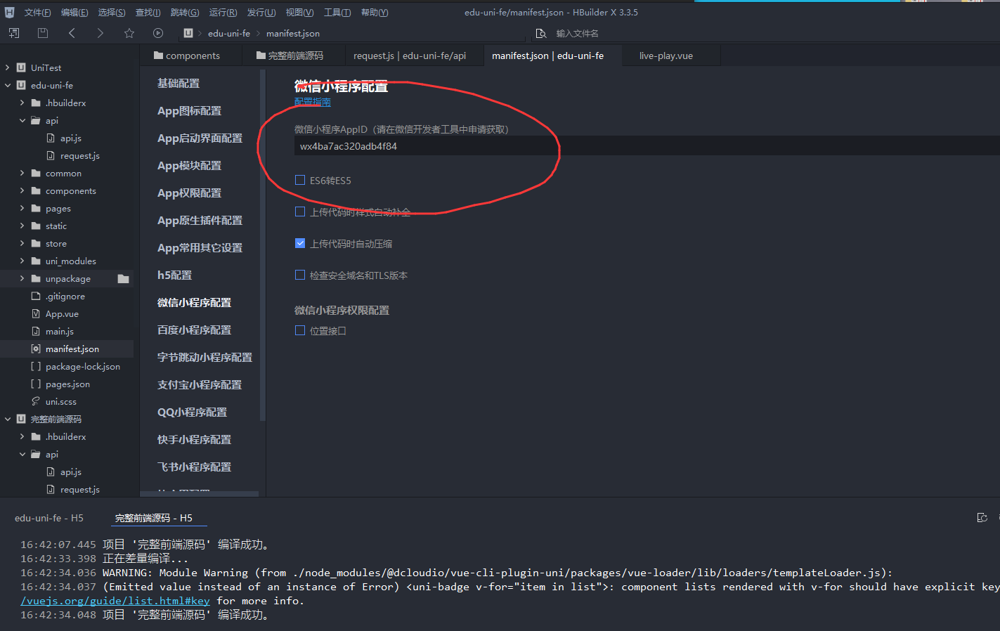 文件(F) 编辑(E) 选择(S) 查找(I) 跳转(G) 运行(R) 发行(U) 视图(V) 工具(T) 帮助(Y) edu-uni-fe/manifest.json - HBuilder X 3.3.5
edu-uni-fe manifest.json 输入文件名
components 完整前端源码 request.js | edu-uni-fe/api manifest.json | edu-uni-fe live-play.vue
UniTest
edu-uni-fe
.hbuilderx
api
api.js
request.js
common
components
pages
static
store
uni_modules
unpackage
.gitignore
App.vue
main.js
manifest.json
package-lock.json
pages.json
uni.scss
完整前端源码
.hbuilderx
api
api.js
request.js
基础配置
App图标配置
App启动界面配置
App模块配置
App权限配置
App原生插件配置
App常用其它设置
h5配置
微信小程序配置
百度小程序配置
字节跳动小程序配置
支付宝小程序配置
QQ小程序配置
快手小程序配置
飞书小程序配置
微信小程序配置
配置指南
微信小程序AppID（请在微信开发者工具中申请获取）
wx4ba7ac320adb4f84
ES6转ES5
上传代码时样式自动补全
上传代码时自动压缩
检查安全域名和TLS版本
微信小程序权限配置
位置接口
edu-uni-fe - H5 完整前端源码 - H5
16:42:07.445 项目 '完整前端源码' 编译成功。
16:42:33.398 正在差量编译...
16:42:34.036 WARNING: Module Warning (from ./node_modules/@dcloudio/vue-cli-plugin-uni/packages/vue-loader/lib/loaders/templateLoader.js):
16:42:34.037 (Emitted value instead of an instance of Error) <uni-badge v-for="item in list">: component lists rendered with v-for should have explicit key
/vuejs.org/guide/list.html#key for more info.
16:42:34.048 项目 '完整前端源码' 编译成功。